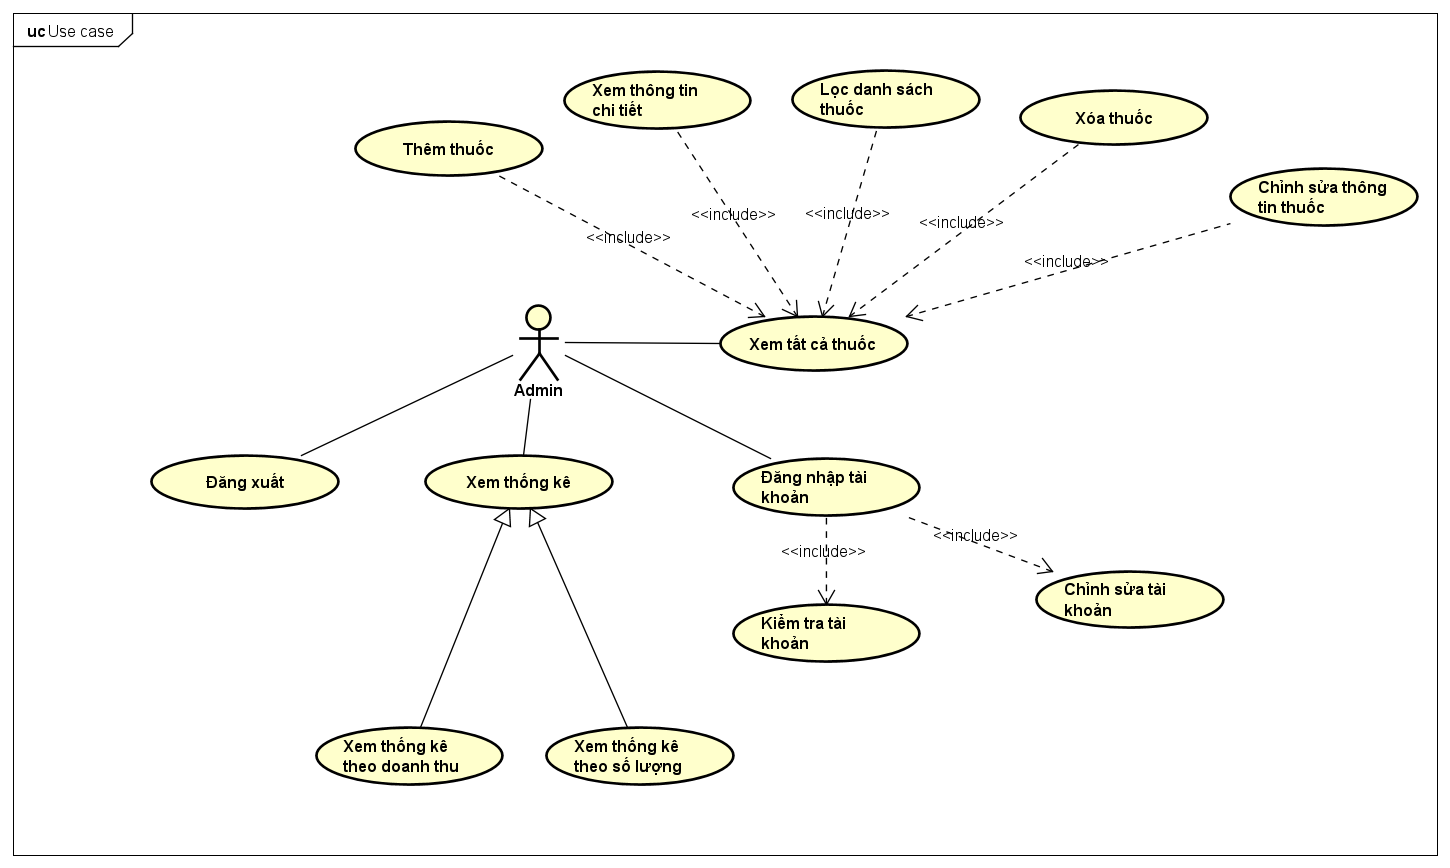 uc Use case
Xem thông tin
chi tiết
Lọc danh sách
thuốc
Xóa thuốc
Thêm thuốc
Chỉnh sửa thông
tin thuốc
<<include>>
<<include>>
<<include>>
<<include>>
<<include>>
Xem tất cả thuốc
Admin
Đăng xuất
Xem thống kê
Đăng nhập tài
khoản
<<include>>
<<include>>
Chỉnh sửa tài
khoản
Kiểm tra tài
khoản
Xem thống kê
theo doanh thu
Xem thống kê
theo số lượng